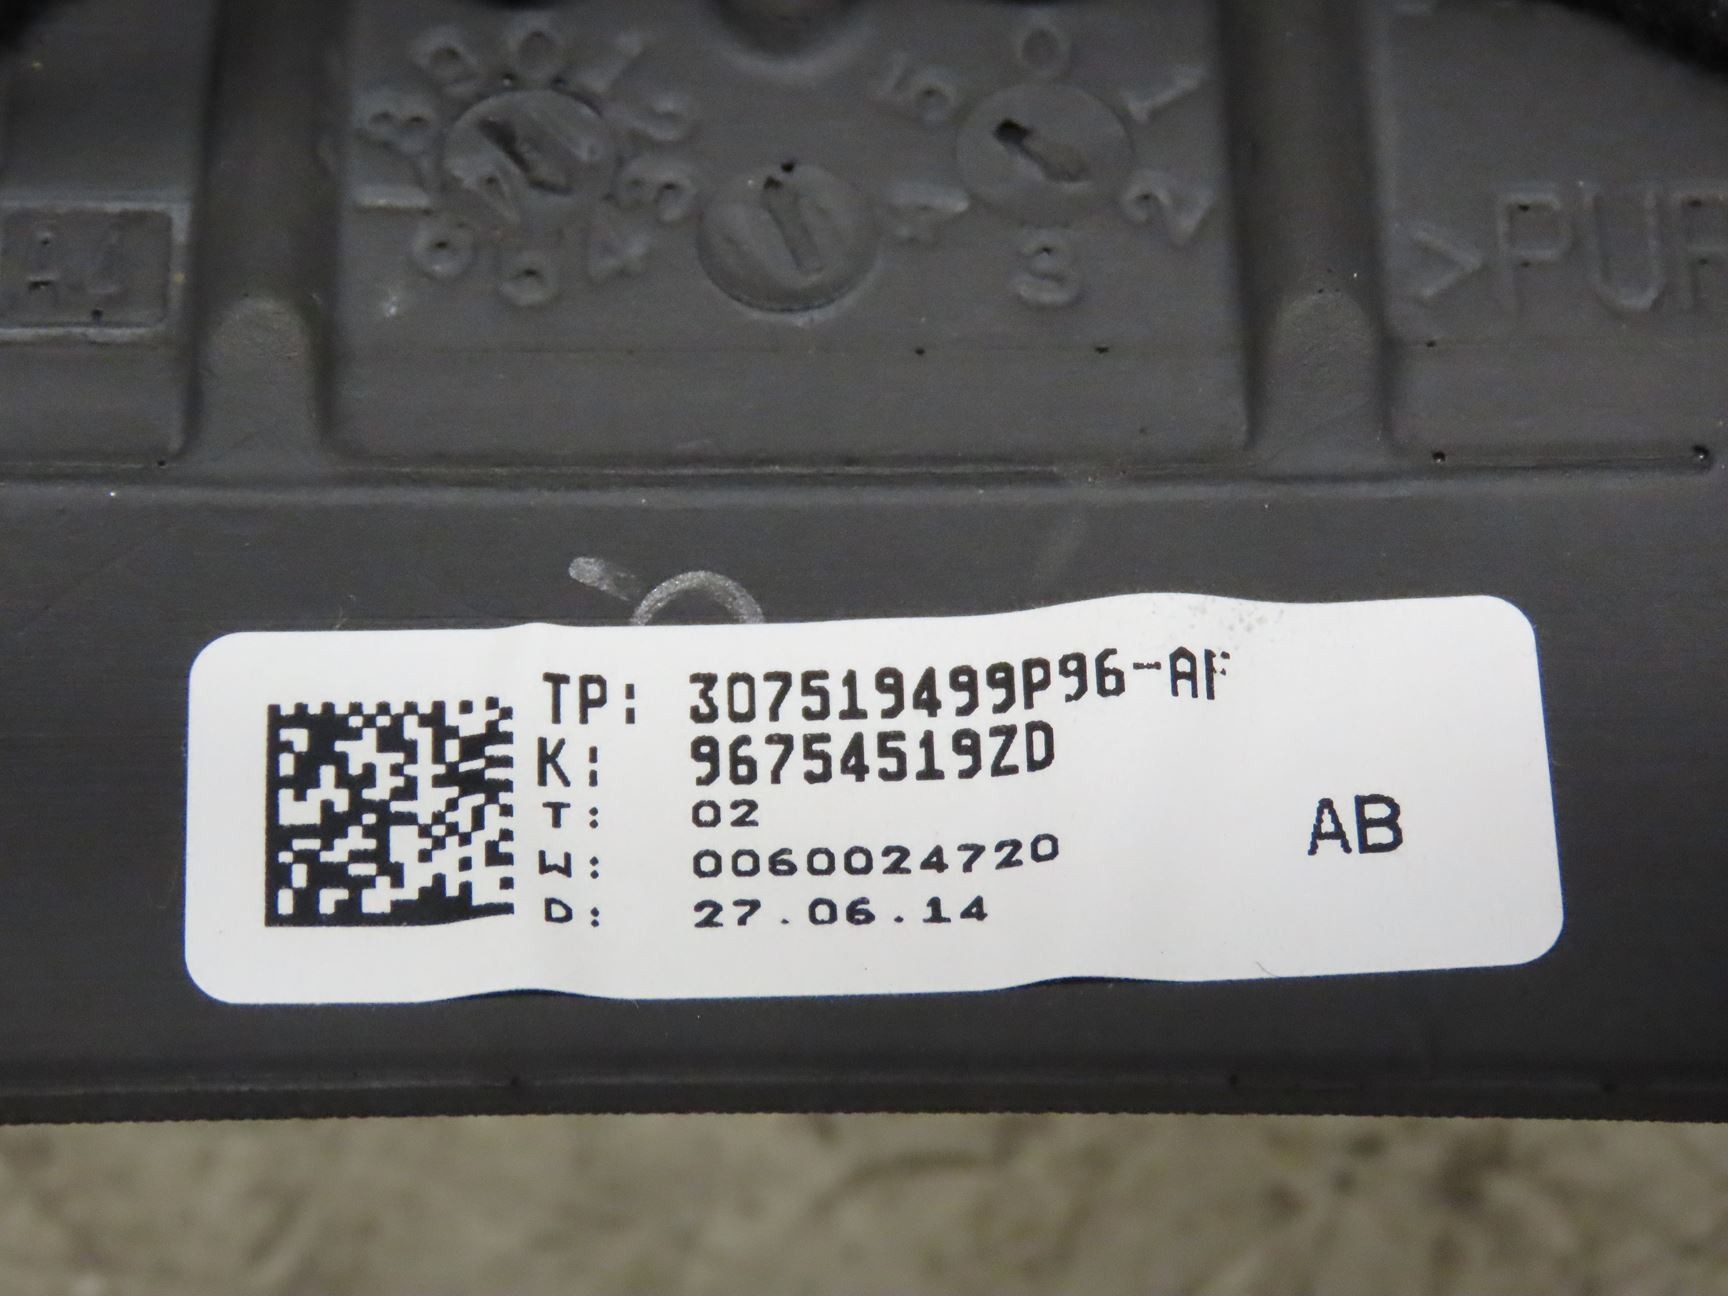 >PUR
TP: 307519499P96-AF
K: 96754519ZD
T: 02
W: 0060024720
D: 27.06.14
AB